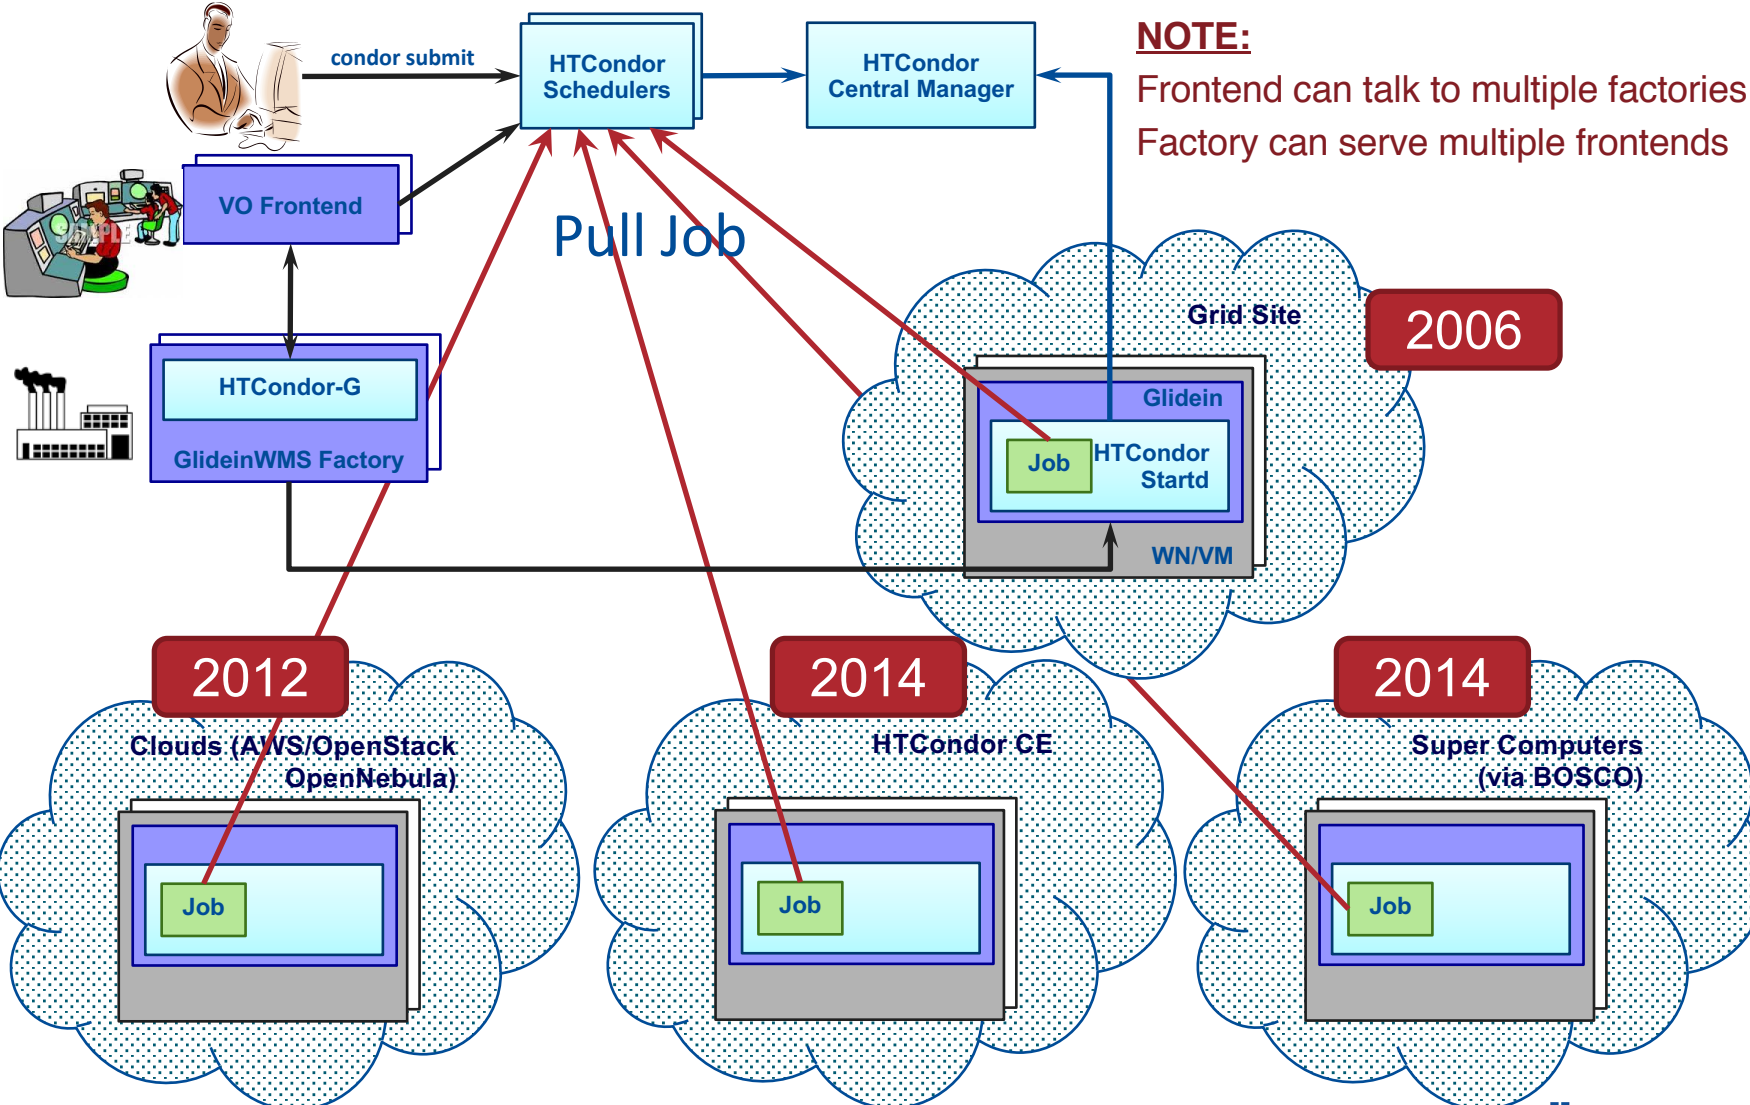 NOTE:
Frontend can talk to multiple factories
Factory can serve multiple frontends
condor submit
HTCondor
Schedulers
HTCondor
Central Manager
VO Frontend
SAMPLE
Pull Job
HTCondor-G
GlideinWMS Factory
Grid Site
2006
Glidein
Job
HTCondor
Startd
WN/VM
2012
Clouds (AWS/OpenStack
OpenNebula)
Job
2014
HTCondor CE
Job
2014
Super Computers
(via BOSCO)
Job